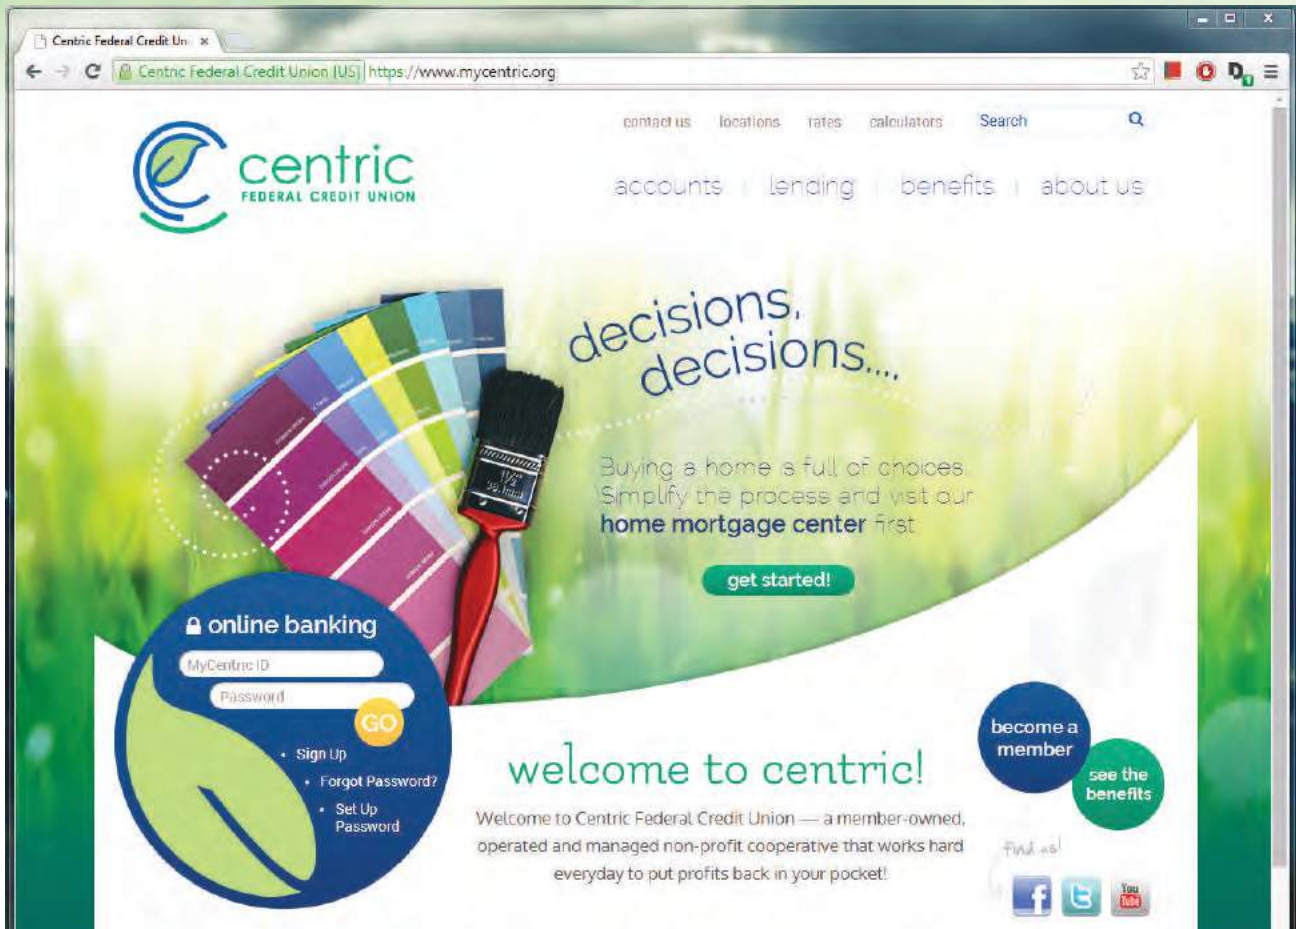 Centric Federal Credit Un
Centric Federal Credit Union [US] https://www.mycentric.org
contact us locations rates calculators Search
centric
FEDERAL CREDIT UNION
accounts lending benefits about us
decisions,
decisions....
Buying a home is full of choices.
Simplify the process and visit our
home mortgage center first
get started!
online banking
MyCentric ID
Password
GO
• Sign Up
• Forgot Password?
• Set Up
Password
welcome to centric!
Welcome to Centric Federal Credit Union — a member-owned,
operated and managed non-profit cooperative that works hard
everyday to put profits back in your pocket!
become a
member
see the
benefits
find us!
You
Tube